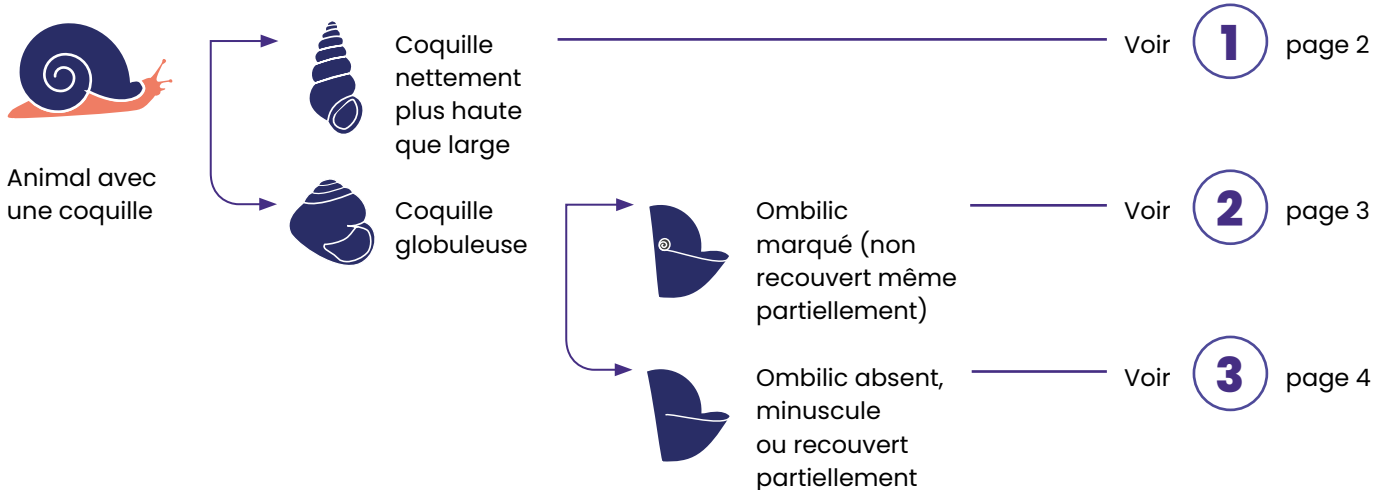 Animal avec
une coquille
Coquille
nettement
plus haute
que large
Voir 1 page 2
Coquille
globuleuse
Ombilic
marqué (non
recouvert même
partiellement)
Voir 2 page 3
Ombilic absent,
minuscule
ou recouvert
partiellement
Voir 3 page 4